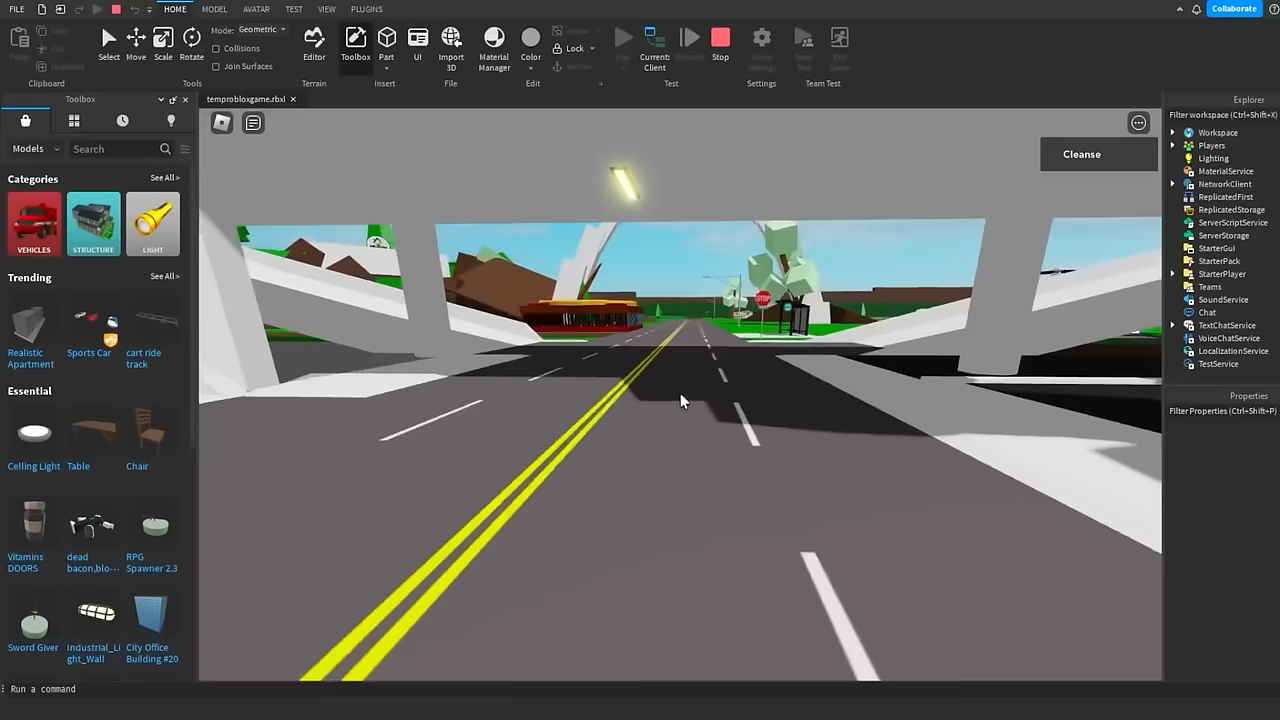 FILE
HOME
MODEL
AVATAR
TEST
VIEW
PLUGINS
Collaborate
Select
Move
Scale
Rotate
Mode: Geometric
Collisions
Join Surfaces
Editor
Toolbox
Part
UI
Import
3D
Material
Manager
Color
Lock
Current:
Client
Stop
Clipboard
Tools
Terrain
Insert
File
Edit
Test
Settings
Team Test
Toolbox
temprobloxgame.rbxl
Models
Search
Categories
See All >
VEHICLES
STRUCTURE
LIGHT
Trending
See All >
Realistic
Apartment
Sports Car
cart ride
track
Essential
Ceiling Light
Table
Chair
Vitamins
DOORS
dead
bacon,blo...
RPG
Spawner 2.3
Sword Giver
Industrial_Li
ght_Wall
City Office
Building #20
Cleanse
STOP
Explorer
Filter workspace (Ctrl+Shift+X)
Workspace
Players
Lighting
MaterialService
NetworkClient
ReplicatedFirst
ReplicatedStorage
ServerScriptService
ServerStorage
StarterGui
StarterPack
StarterPlayer
Teams
SoundService
Chat
TextChatService
VoiceChatService
LocalizationService
TestService
Properties
Filter Properties (Ctrl+Shift+P)
Run a command